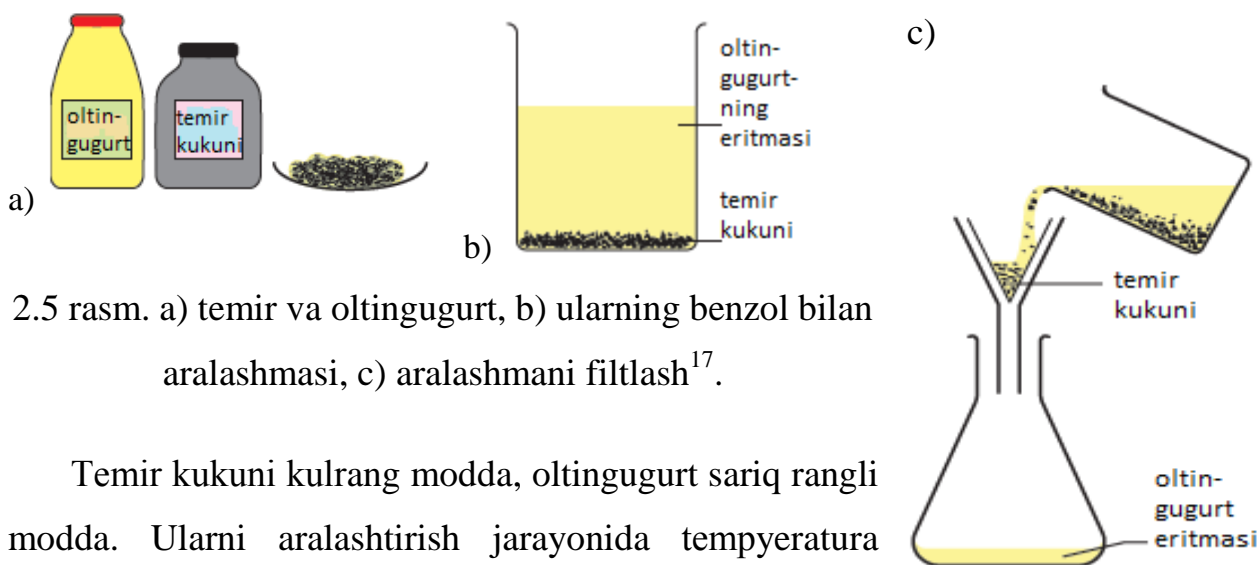 oltin-
gugurt
temir
kukuni
a)
oltin-
gugurt-
ning
eritmasi
temir
kukuni
b)
c)
temir
kukuni
oltin-
gugurt
eritmasi
2.5 rasm. a) temir va oltingugurt, b) ularning benzol bilan
aralashmasi, c) aralashmani filtlash17.
Temir kukuni kulrang modda, oltingugurt sariq rangli
modda. Ularni aralashtirish jarayonida tempyeratura